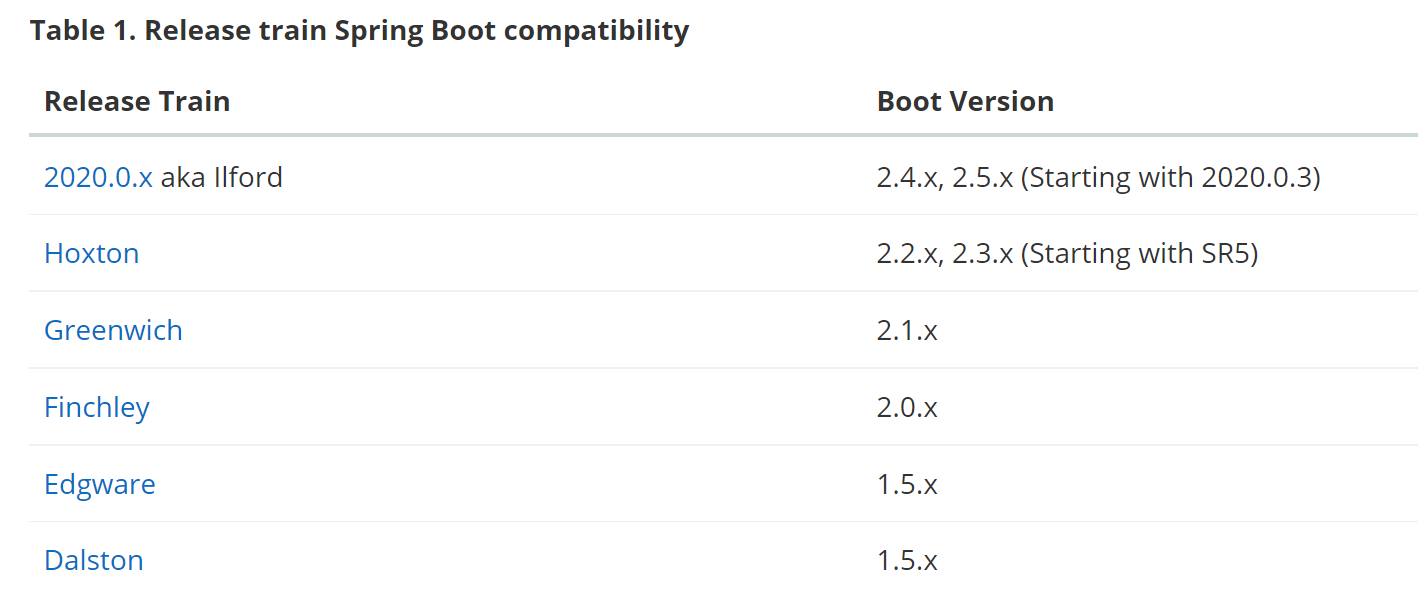 Table 1. Release train Spring Boot compatibility
Release Train Boot Version
2020.0.x aka Ilford 2.4.x, 2.5.x (Starting with 2020.0.3)
Hoxton 2.2.x, 2.3.x (Starting with SR5)
Greenwich 2.1.x
Finchley 2.0.x
Edgware 1.5.x
Dalston 1.5.x